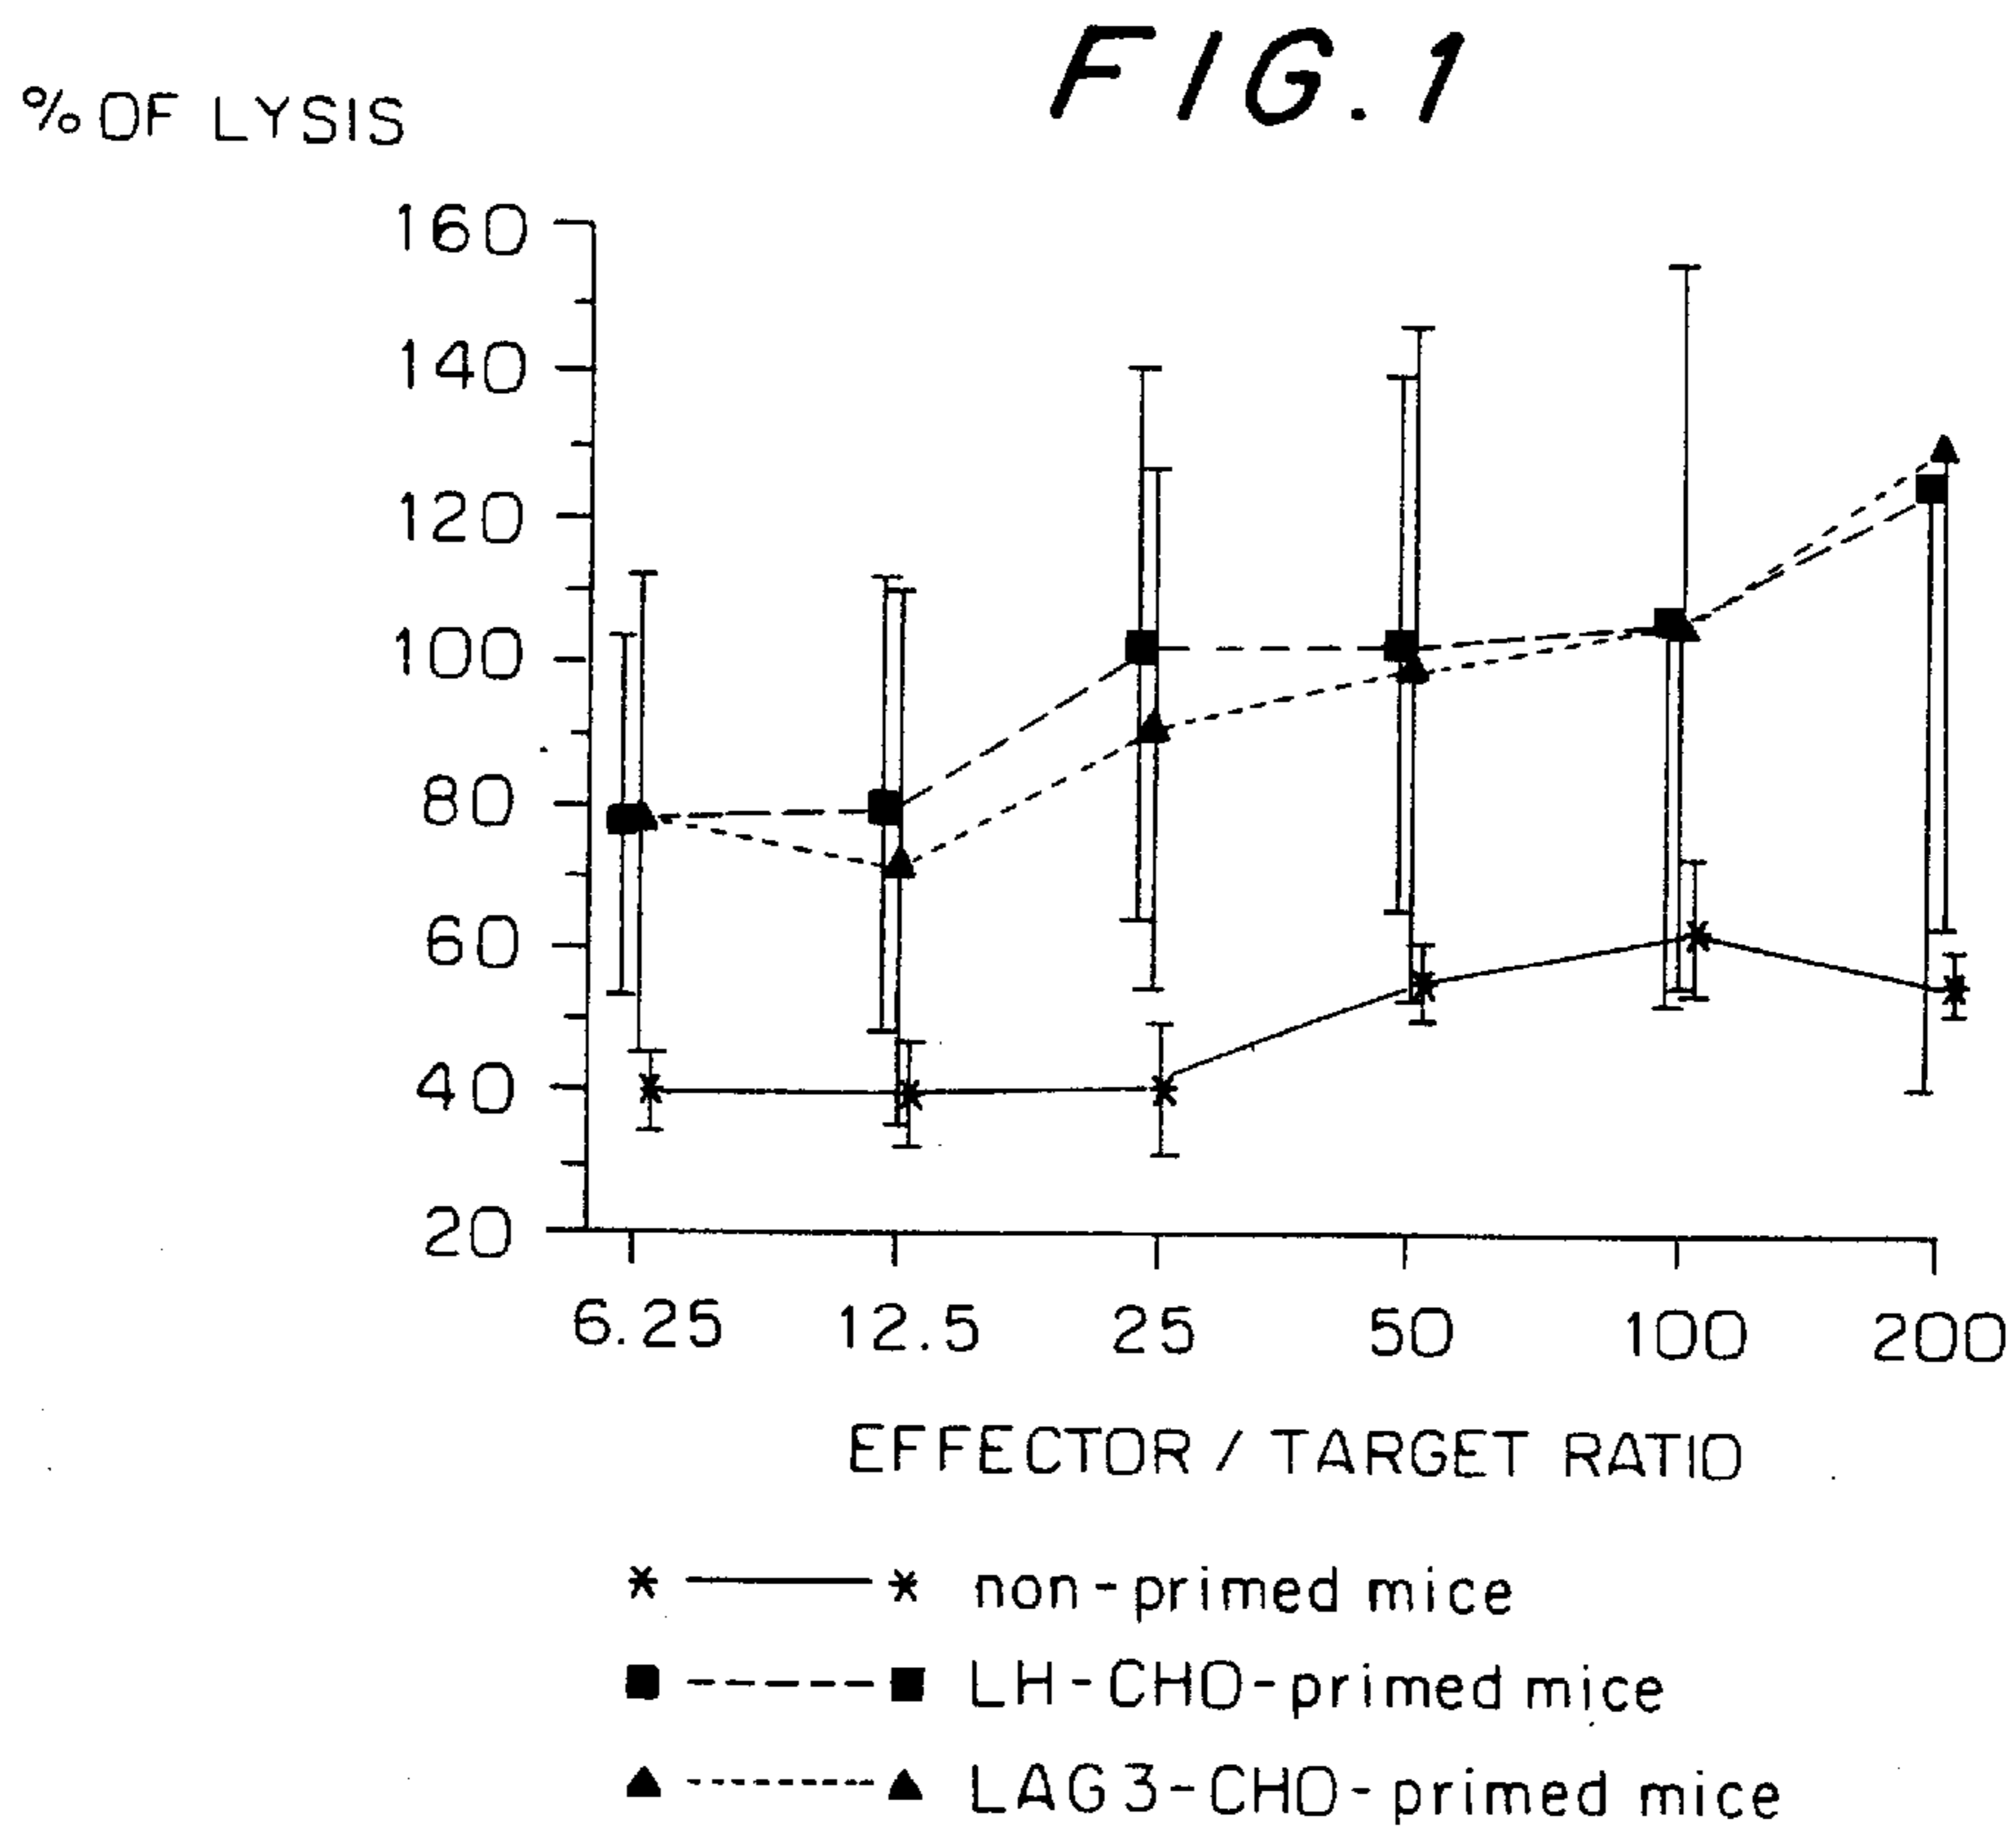 FIG. 1
% OF LYSIS
160
140
120
100
80
60
40
20
6.25 12.5 25 50 100 200
EFFECTOR / TARGET RATIO
non-primed mice
LH-CHO-primed mice
LAG3-CHO-primed mice